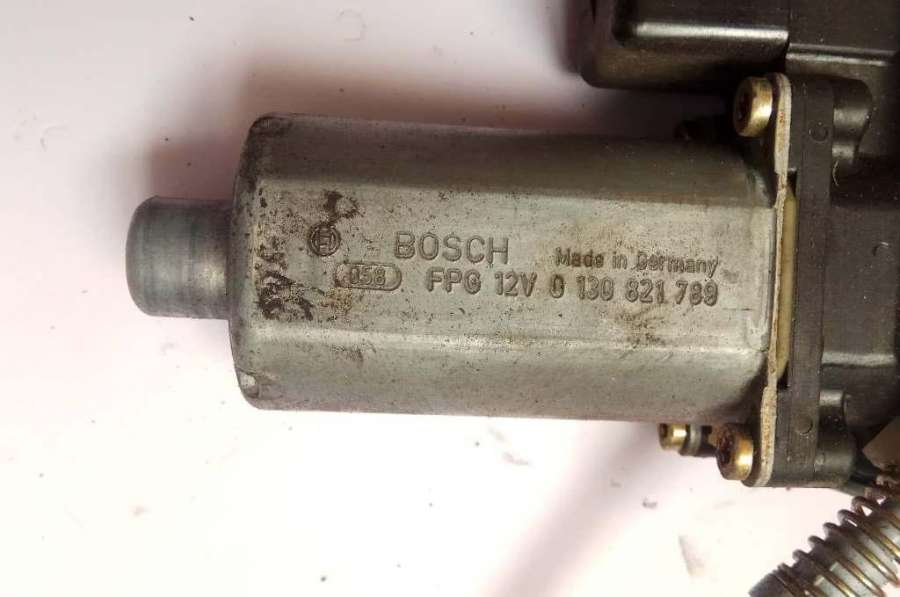 BOSCH Made in Germany
058 FPG 12V 0 130 821 789